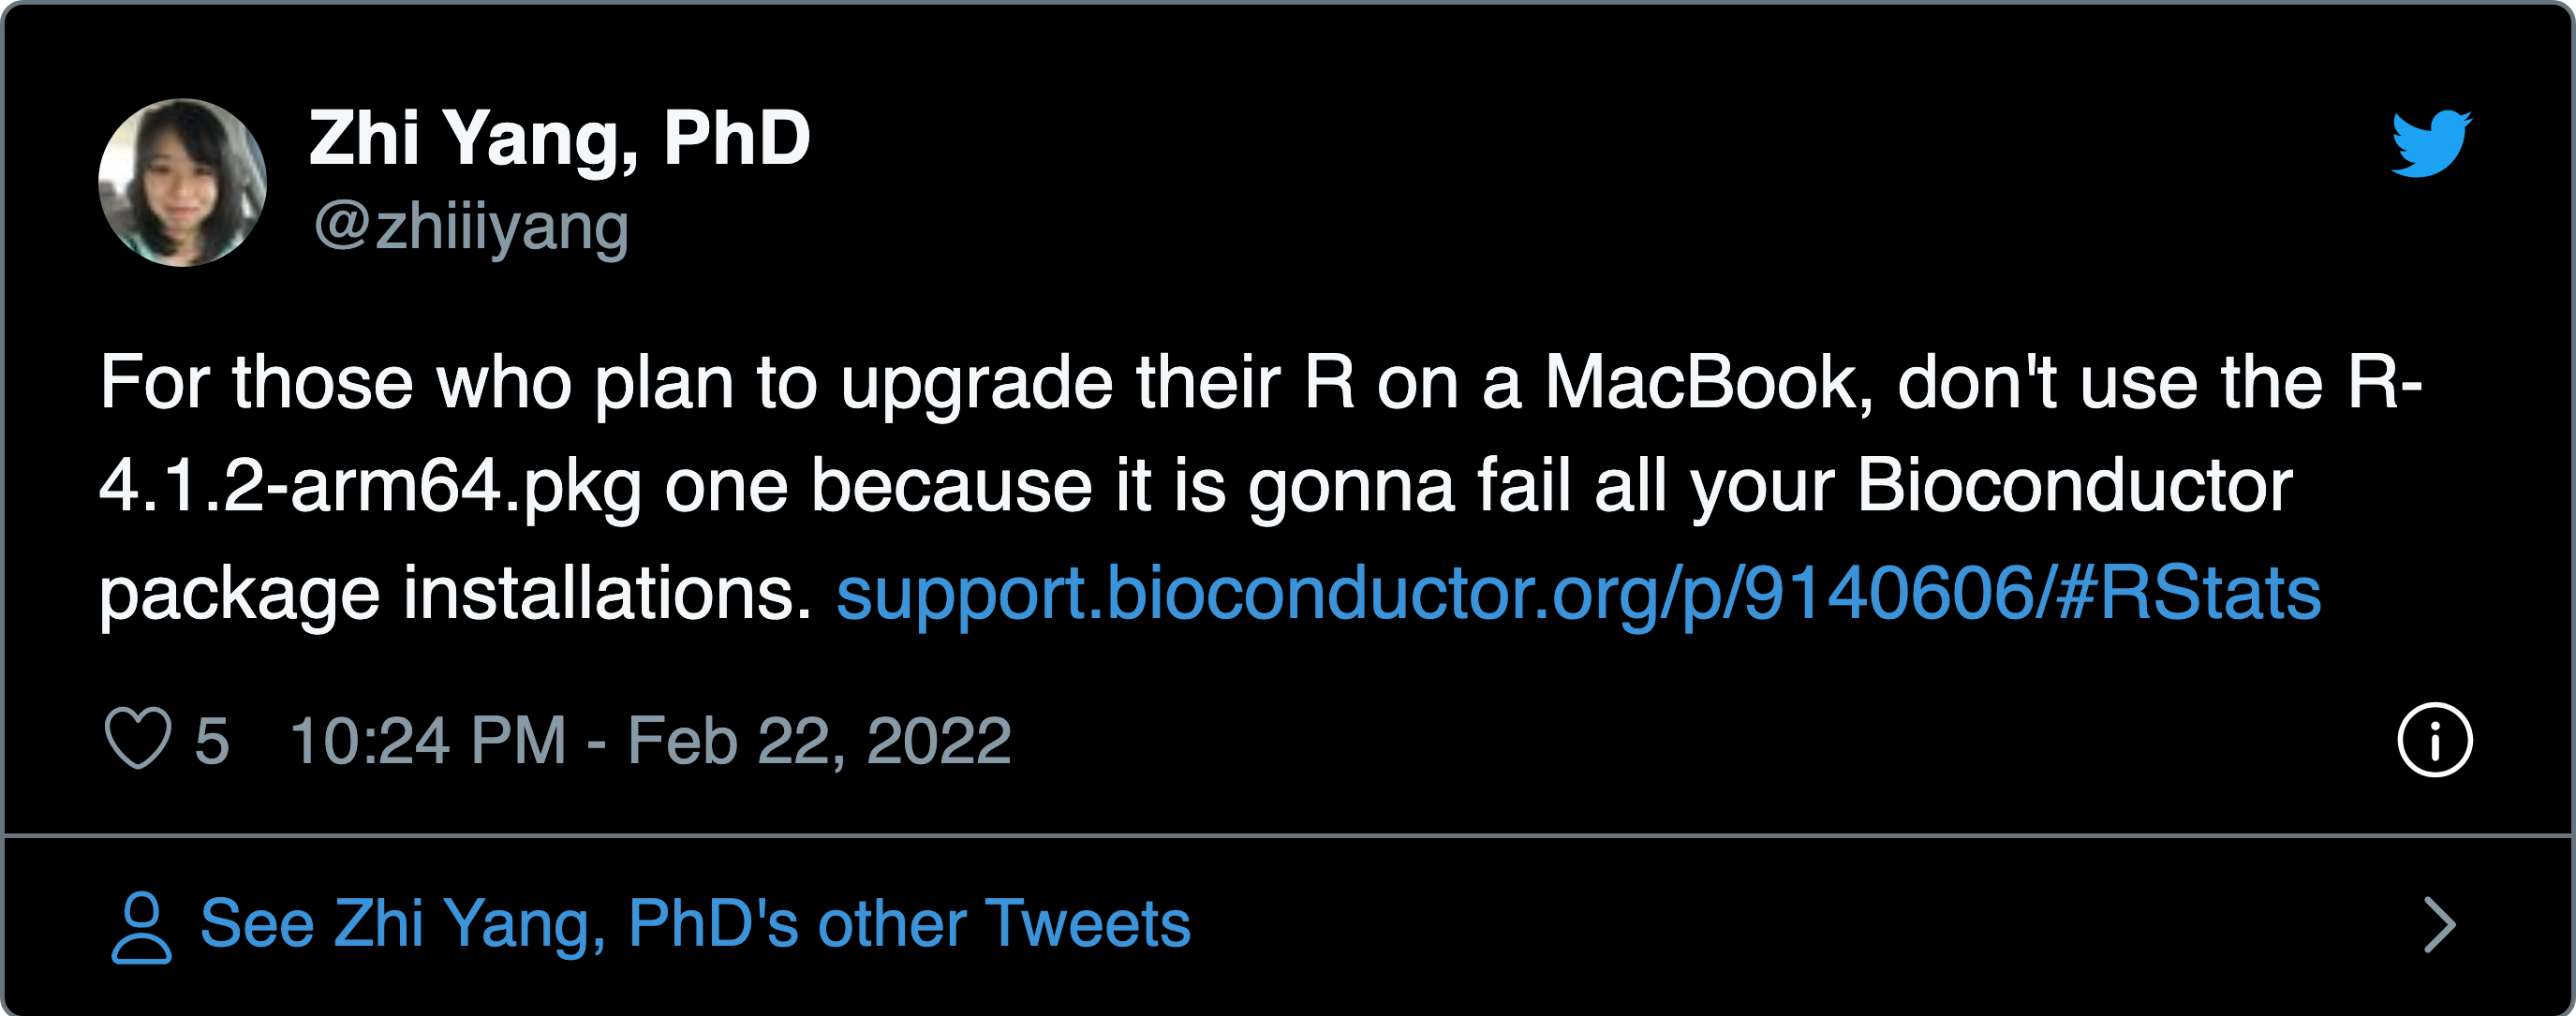 Zhi Yang, PhD
@zhiiiyang
For those who plan to upgrade their R on a MacBook, don't use the R-
4.1.2-arm64.pkg one because it is gonna fail all your Bioconductor
package installations. support.bioconductor.org/p/9140606/#RStats
5 10:24 PM - Feb 22, 2022
See Zhi Yang, PhD's other Tweets